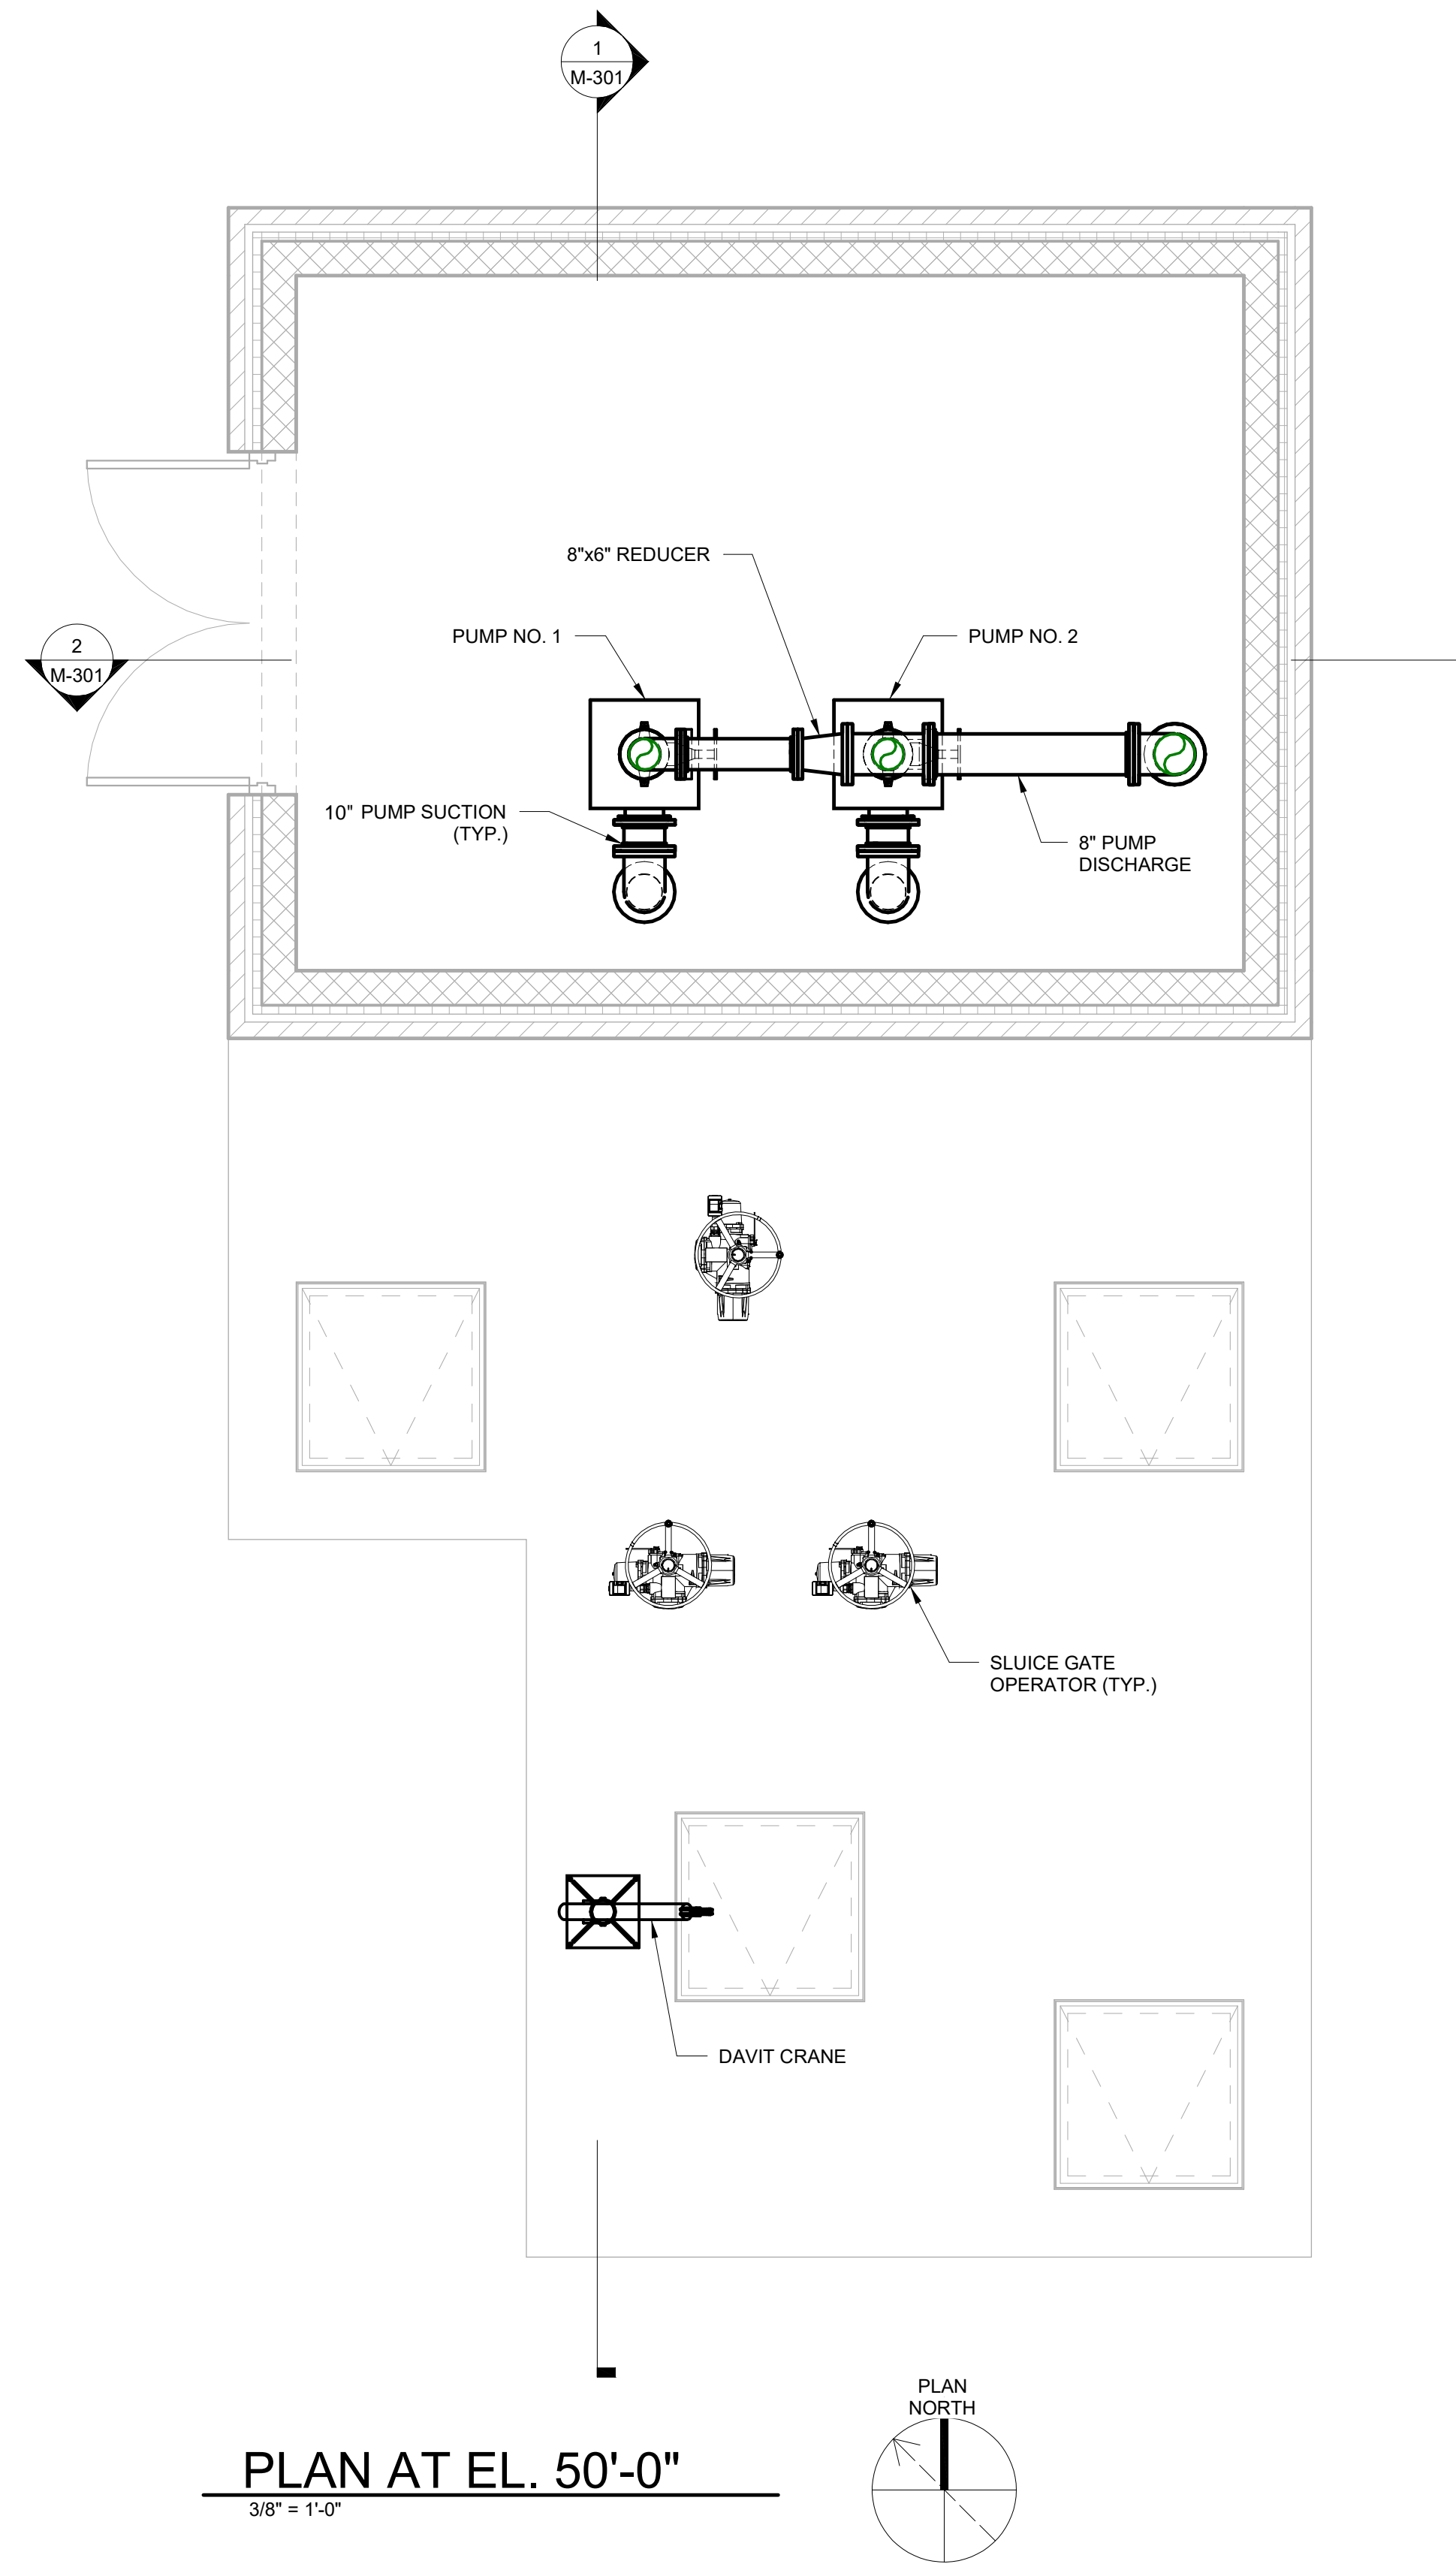 1
M-301
8"x6" REDUCER
PUMP NO. 1
PUMP NO. 2
2
M-301
10" PUMP SUCTION
(TYP.)
8" PUMP
DISCHARGE
SLUICE GATE
OPERATOR (TYP.)
DAVIT CRANE
PLAN
NORTH
PLAN AT EL. 50'-0"
3/8" = 1'-0"